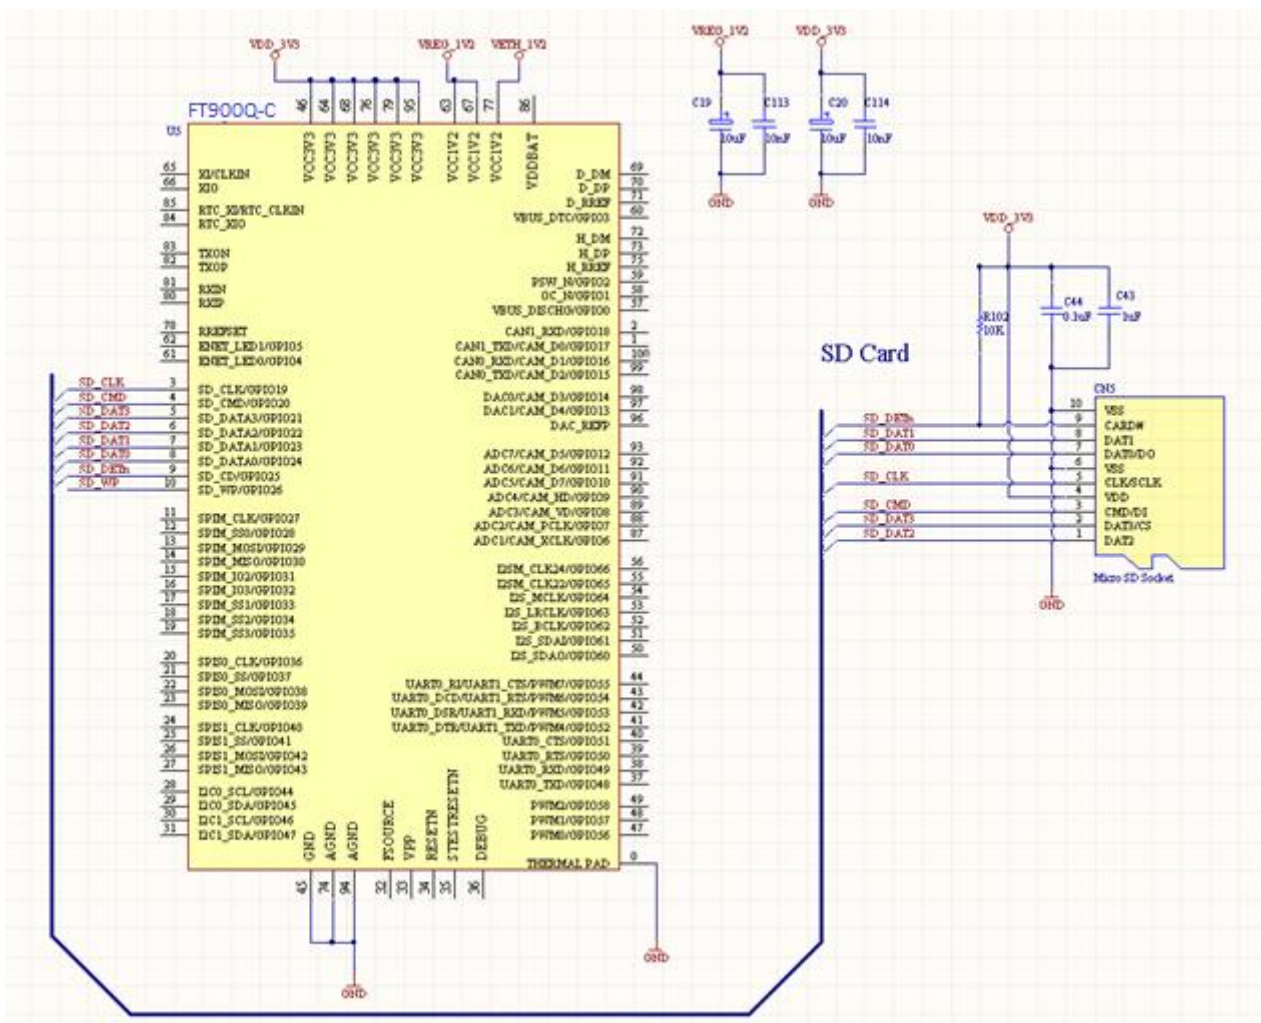 VDD_3V3
VREG_1V2
VETH_1V2
VREG_1V2
VDD_3V3
FT900Q-C
U5
46
64
68
76
79
95
63
67
77
86
VCC3V3
VCC3V3
VCC3V3
VCC3V3
VCC3V3
VCC3V3
VCC1V2
VCC1V2
VCC1V2
VDDBAT
C19
10uF
C113
10nF
C20
10uF
C114
10nF
GND
GND
65 XI/CLKIN
66 XIO
85 RTC_XI/RTC_CLKIN
84 RTC_XIO
83 TXON
82 TXOP
81 RXIN
80 RXIP
78 RREFSET
62 ENET_LED1/GPIO5
61 ENET_LED0/GPIO4
SD_CLK 3 SD_CLK/GPIO19
SD_CMD 4 SD_CMD/GPIO20
SD_DAT3 5 SD_DATA3/GPIO21
SD_DAT2 6 SD_DATA2/GPIO22
SD_DAT1 7 SD_DATA1/GPIO23
SD_DAT0 8 SD_DATA0/GPIO24
SD_DETn 9 SD_CD/GPIO25
SD_WP 10 SD_WP/GPIO26
11 SPIM_CLK/GPIO27
12 SPIM_SS0/GPIO28
13 SPIM_MOSI/GPIO29
14 SPIM_MISO/GPIO30
15 SPIM_IO2/GPIO31
16 SPIM_IO3/GPIO32
17 SPIM_SS1/GPIO33
18 SPIM_SS2/GPIO34
19 SPIM_SS3/GPIO35
20 SPIS0_CLK/GPIO36
21 SPIS0_SS/GPIO37
22 SPIS0_MOSI/GPIO38
23 SPIS0_MISO/GPIO39
24 SPIS1_CLK/GPIO40
25 SPIS1_SS/GPIO41
26 SPIS1_MOSI/GPIO42
27 SPIS1_MISO/GPIO43
28 I2C0_SCL/GPIO44
29 I2C0_SDA/GPIO45
30 I2C1_SCL/GPIO46
31 I2C1_SDA/GPIO47
D_DM 69
D_DP 70
D_RREF 71
VBUS_DTC/GPIO3 60
H_DM 72
H_DP 73
H_RREF 75
PSW_N/GPIO2 59
OC_N/GPIO1 58
VBUS_DISCHG/GPIO0 57
CAN1_RXD/GPIO18 2
CAN1_TXD/CAM_D0/GPIO17 1
CAN0_RXD/CAM_D1/GPIO16 100
CAN0_TXD/CAM_D2/GPIO15 99
DAC0/CAM_D3/GPIO14 98
DAC1/CAM_D4/GPIO13 97
DAC_REFP 96
ADC7/CAM_D5/GPIO12 93
ADC6/CAM_D6/GPIO11 92
ADC5/CAM_D7/GPIO10 91
ADC4/CAM_HD/GPIO9 90
ADC3/CAM_VD/GPIO8 89
ADC2/CAM_PCLK/GPIO7 88
ADC1/CAM_XCLK/GPIO6 87
I2SM_CLK24/GPIO66 56
I2SM_CLK22/GPIO65 55
I2S_MCLK/GPIO64 54
I2S_LRCLK/GPIO63 53
I2S_BCLK/GPIO62 52
I2S_SDAI/GPIO61 51
I2S_SDAO/GPIO60 50
UART0_RI/UART1_CTS/PWM7/GPIO55 44
UART0_DCD/UART1_RTS/PWM6/GPIO54 43
UART0_DSR/UART1_RXD/PWM5/GPIO53 42
UART0_DTR/UART1_TXD/PWM4/GPIO52 41
UART0_CTS/GPIO51 40
UART0_RTS/GPIO50 39
UART0_RXD/GPIO49 38
UART0_TXD/GPIO48 37
PWM2/GPIO58 49
PWM1/GPIO57 48
PWM0/GPIO56 47
THERMAL PAD 0
GND
AGND
AGND
FSOURCE
VPP
RESETN
STESTRESETN
DEBUG
45
74
94
32
33
34
35
36
GND
GND
VDD_3V3
R102
10K
C44
0.1uF
C43
1uF
SD Card
CN5
10 VSS
SD_DETn 9 CARDW
SD_DAT1 8 DAT1
SD_DAT0 7 DAT0/DO
6 VSS
SD_CLK 5 CLK/SCLK
4 VDD
SD_CMD 3 CMD/DI
SD_DAT3 2 DAT3/CS
SD_DAT2 1 DAT2
Micro SD Socket
GND